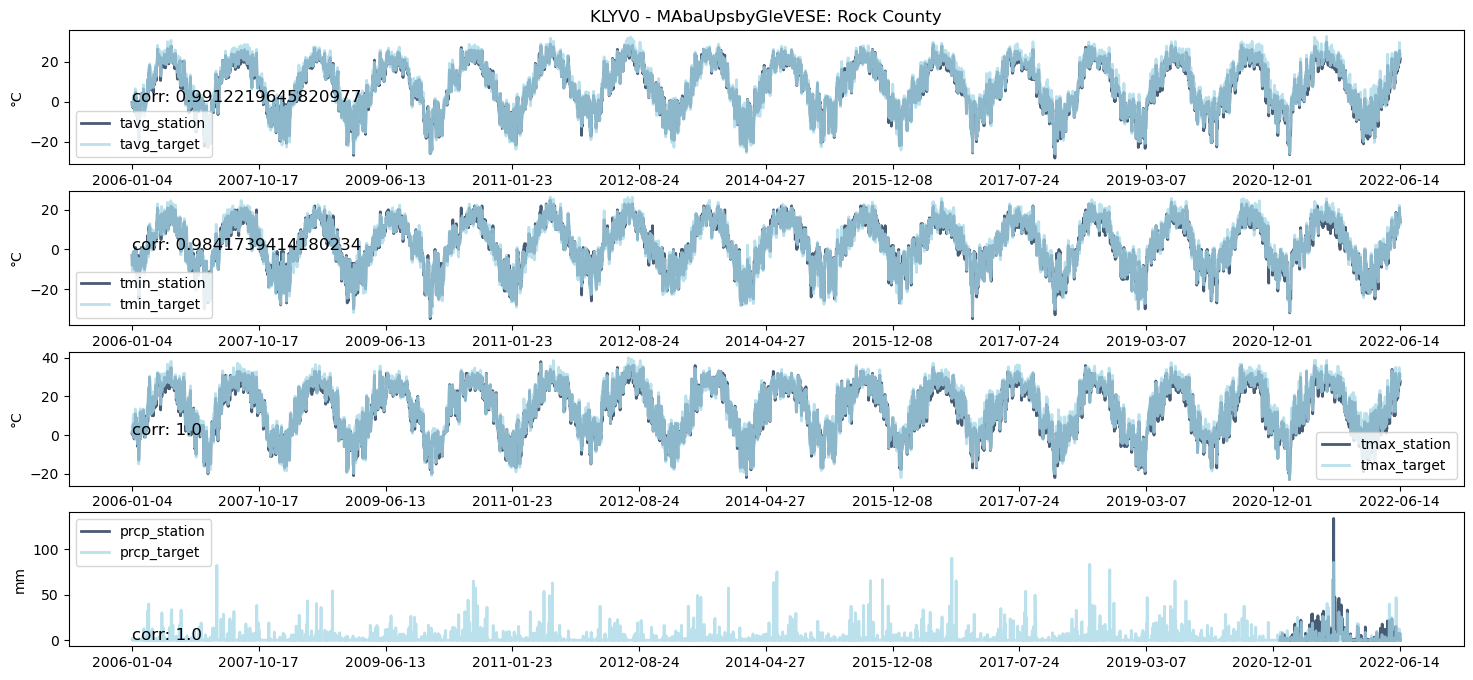 KLYV0 - MAbaUpsbyGleVESE: Rock County
20
0
−20
°C
corr: 0.9912219645820977
tavg_station
tavg_target
2006-01-04 2007-10-17 2009-06-13 2011-01-23 2012-08-24 2014-04-27 2015-12-08 2017-07-24 2019-03-07 2020-12-01 2022-06-14
20
0
−20
°C
corr: 0.9841739414180234
tmin_station
tmin_target
2006-01-04 2007-10-17 2009-06-13 2011-01-23 2012-08-24 2014-04-27 2015-12-08 2017-07-24 2019-03-07 2020-12-01 2022-06-14
40
20
0
−20
°C
corr: 1.0
tmax_station
tmax_target
2006-01-04 2007-10-17 2009-06-13 2011-01-23 2012-08-24 2014-04-27 2015-12-08 2017-07-24 2019-03-07 2020-12-01 2022-06-14
prcp_station
prcp_target
100
50
0
mm
corr: 1.0
2006-01-04 2007-10-17 2009-06-13 2011-01-23 2012-08-24 2014-04-27 2015-12-08 2017-07-24 2019-03-07 2020-12-01 2022-06-14